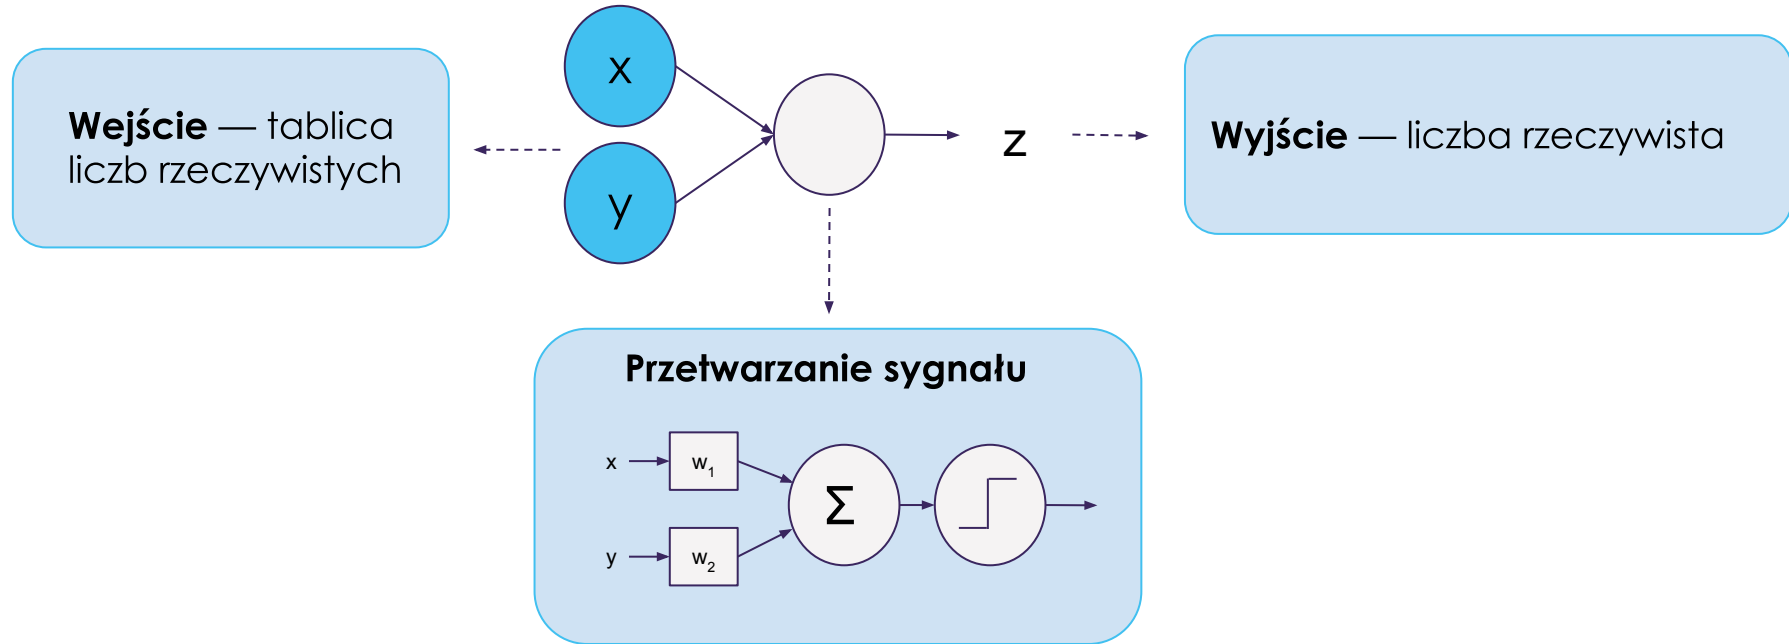 x
Wejście — tablica
liczb rzeczywistych
y
z
Wyjście — liczba rzeczywista
Przetwarzanie sygnału
x
w₁
Σ
y
w₂